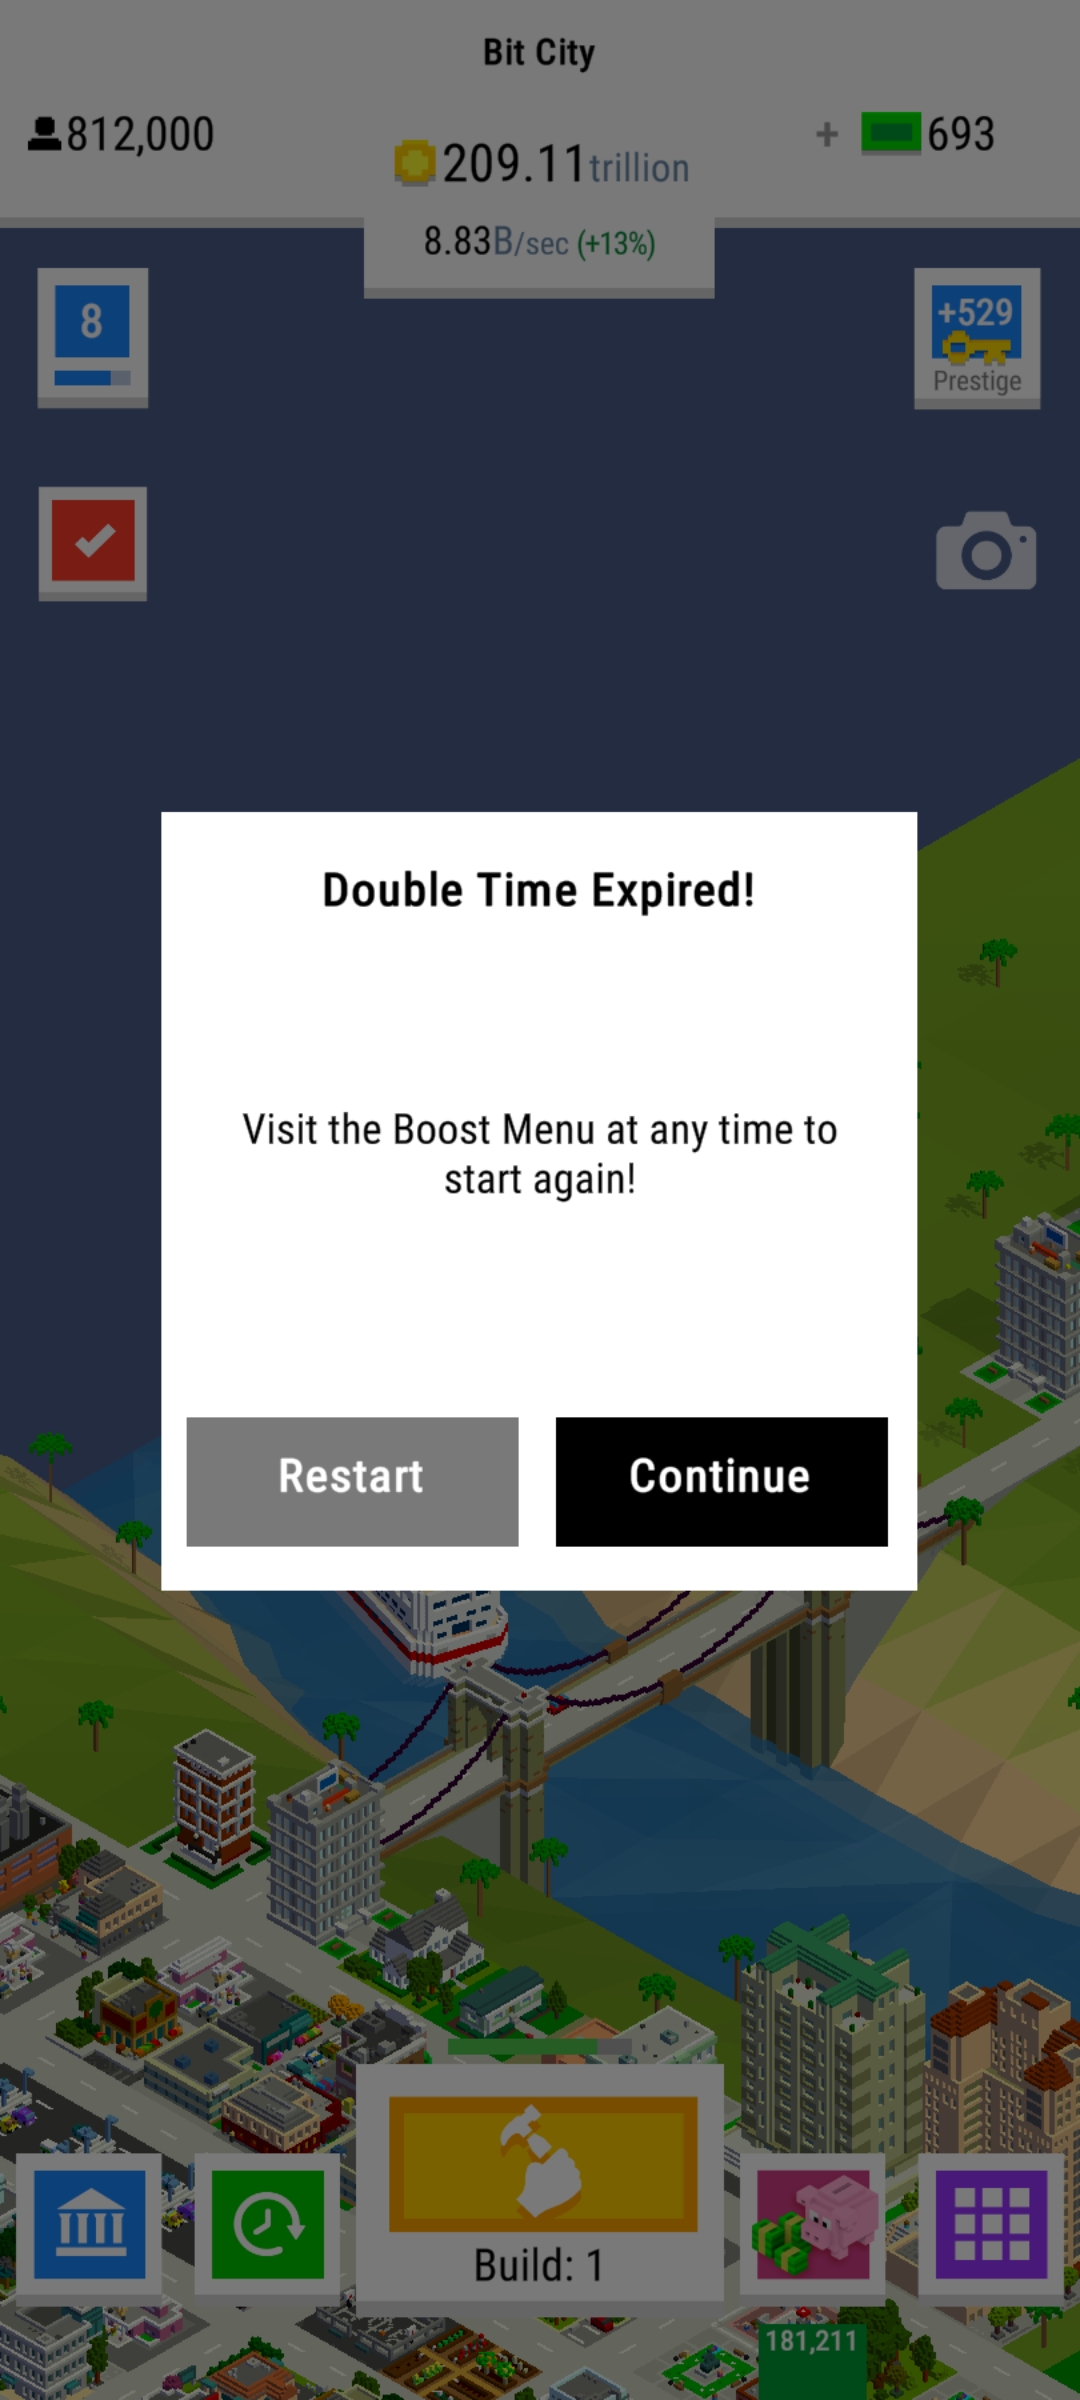 Bit City
812,000
209.11trillion
+ 693
8.83B/sec (+13%)
8
+529
Prestige
Double Time Expired!
Visit the Boost Menu at any time to
start again!
Restart
Continue
Build: 1
181,211